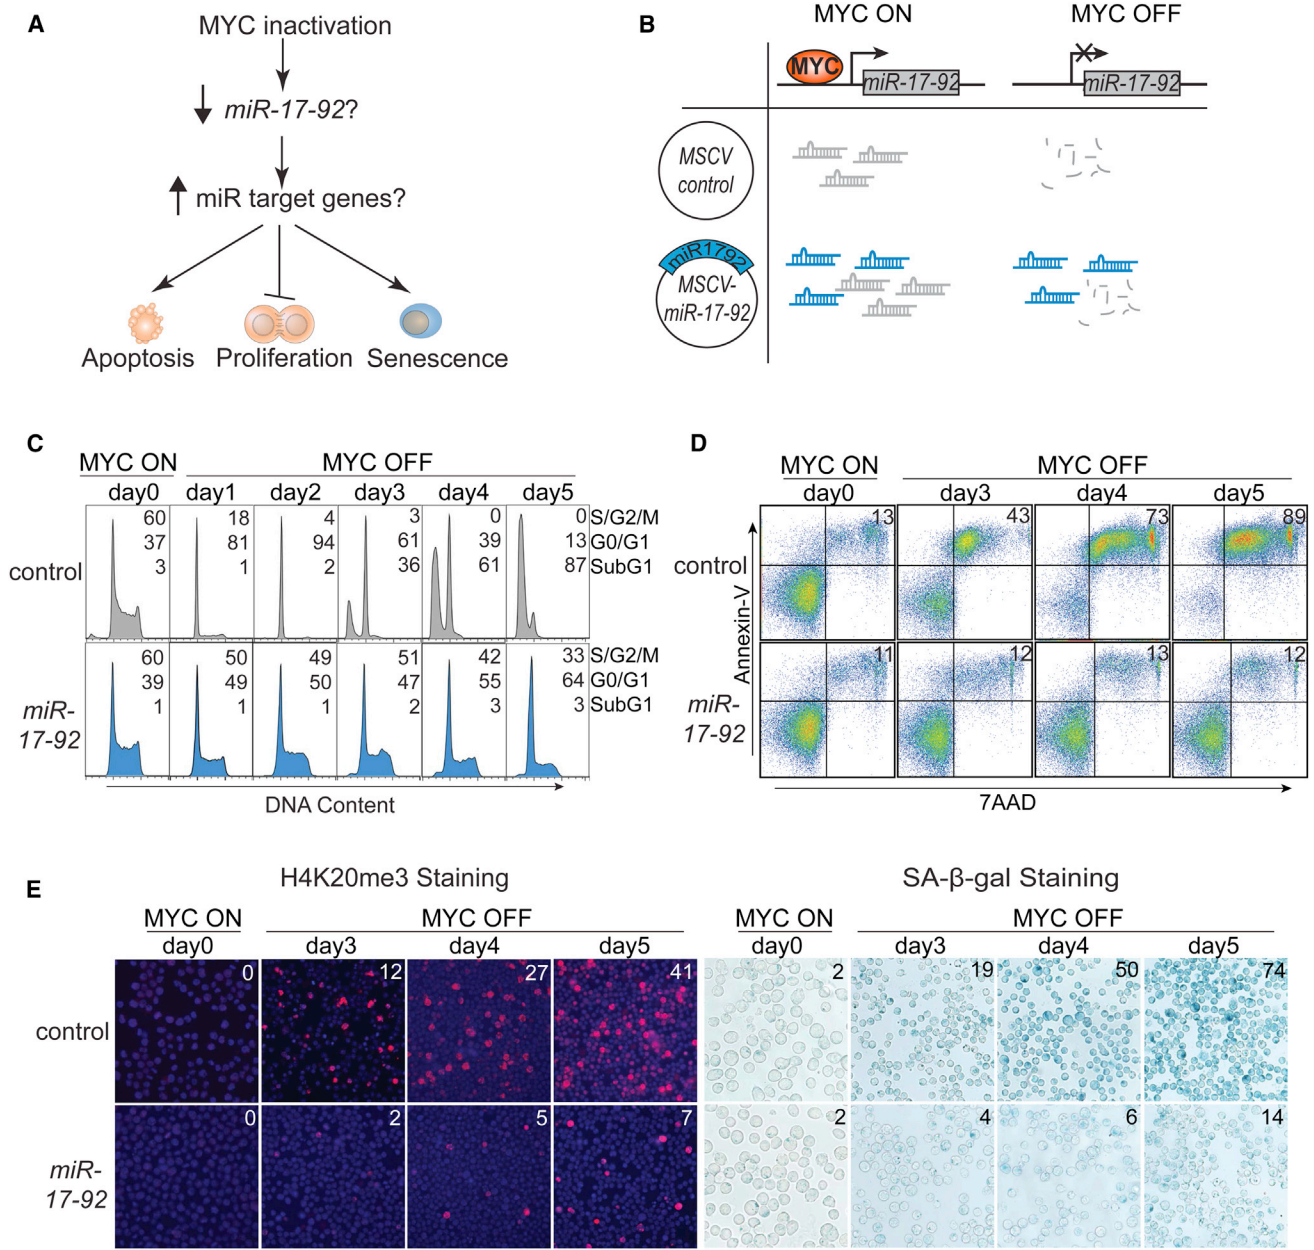 A
MYC inactivation
miR-17-92?
miR target genes?
Apoptosis Proliferation Senescence
B
MYC ON MYC OFF
MYC miR-17-92 miR-17-92
MSCV
control
miR1792
MSCV-
miR-17-92
C
MYC ON MYC OFF
day0 day1 day2 day3 day4 day5
control
60 18 4 3 0 0 S/G2/M
37 81 94 61 39 13 G0/G1
3 1 2 36 61 87 SubG1
miR-
17-92
60 50 49 51 42 33 S/G2/M
39 49 50 47 55 64 G0/G1
1 1 1 2 3 3 SubG1
DNA Content
D
MYC ON MYC OFF
day0 day3 day4 day5
control
13 43 73 89
miR-
17-92
11 12 13 12
Annexin-V
7AAD
E
H4K20me3 Staining SA-β-gal Staining
MYC ON MYC OFF MYC ON MYC OFF
day0 day3 day4 day5 day0 day3 day4 day5
control
0 12 27 41 2 19 50 74
miR-
17-92
0 2 5 7 2 4 6 14